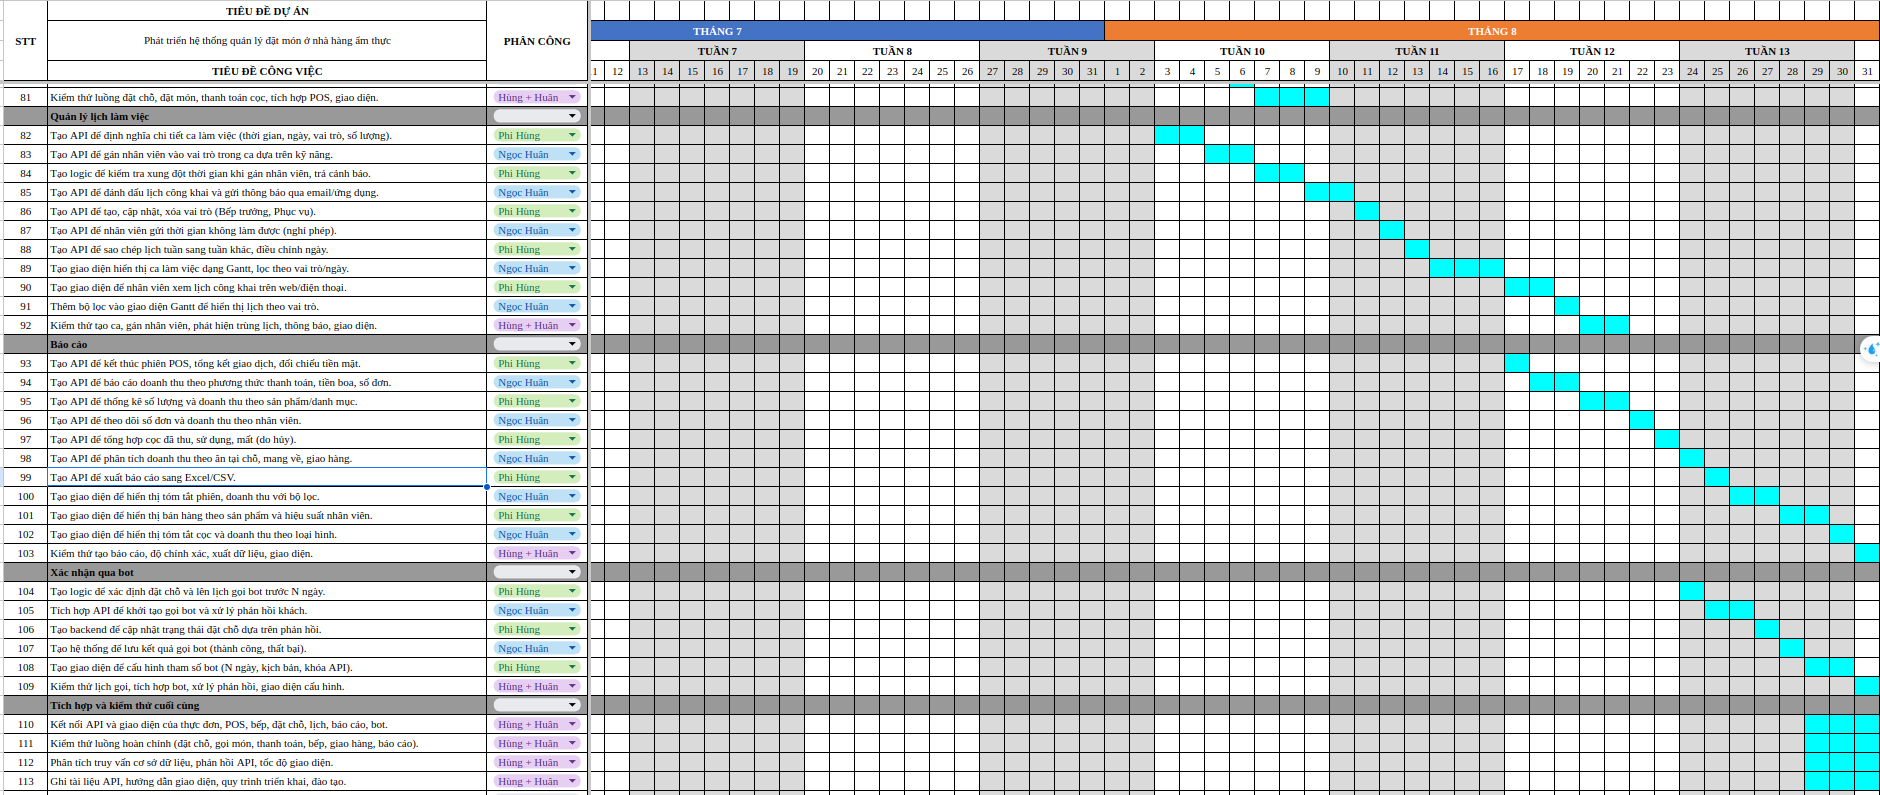 TIÊU ĐỀ DỰ ÁN
STT
Phát triển hệ thống quản lý đặt món ở nhà hàng ẩm thực
PHÂN CÔNG
TIÊU ĐỀ CÔNG VIỆC
THÁNG 7 THÁNG 8
TUẦN 7 TUẦN 8 TUẦN 9 TUẦN 10 TUẦN 11 TUẦN 12 TUẦN 13
1 12 13 14 15 16 17 18 19 20 21 22 23 24 25 26 27 28 29 30 31 1 2 3 4 5 6 7 8 9 10 11 12 13 14 15 16 17 18 19 20 21 22 23 24 25 26 27 28 29 30 31
81 Kiểm thử luồng đặt chỗ, đặt món, thanh toán cọc, tích hợp POS, giao diện. Hùng + Huân
Quản lý lịch làm việc
82 Tạo API để định nghĩa chi tiết ca làm việc (thời gian, ngày, vai trò, số lượng). Phi Hùng
83 Tạo API để gán nhân viên vào vai trò trong ca dựa trên kỹ năng. Ngọc Huân
84 Tạo logic để kiểm tra xung đột thời gian khi gán nhân viên, trả cảnh báo. Phi Hùng
85 Tạo API để đánh dấu lịch công khai và gửi thông báo qua email/ứng dụng. Ngọc Huân
86 Tạo API để tạo, cập nhật, xóa vai trò (Bếp trưởng, Phục vụ). Phi Hùng
87 Tạo API để nhân viên gửi thời gian không làm được (nghỉ phép). Ngọc Huân
88 Tạo API để sao chép lịch tuần sang tuần khác, điều chỉnh ngày. Phi Hùng
89 Tạo giao diện hiển thị ca làm việc dạng Gantt, lọc theo vai trò/ngày. Ngọc Huân
90 Tạo giao diện để nhân viên xem lịch công khai trên web/điện thoại. Phi Hùng
91 Thêm bộ lọc vào giao diện Gantt để hiển thị lịch theo vai trò. Ngọc Huân
92 Kiểm thử tạo ca, gán nhân viên, phát hiện trùng lịch, thông báo, giao diện. Hùng + Huân
Báo cáo
93 Tạo API để kết thúc phiên POS, tổng kết giao dịch, đối chiếu tiền mặt. Phi Hùng
94 Tạo API để báo cáo doanh thu theo phương thức thanh toán, tiền boa, số đơn. Ngọc Huân
95 Tạo API để thống kê số lượng và doanh thu theo sản phẩm/danh mục. Phi Hùng
96 Tạo API để theo dõi số đơn và doanh thu theo nhân viên. Ngọc Huân
97 Tạo API để tổng hợp cọc đã thu, sử dụng, mất (do hủy). Phi Hùng
98 Tạo API để phân tích doanh thu theo ăn tại chỗ, mang về, giao hàng. Ngọc Huân
99 Tạo API để xuất báo cáo sang Excel/CSV. Phi Hùng
100 Tạo giao diện để hiển thị tóm tắt phiên, doanh thu với bộ lọc. Ngọc Huân
101 Tạo giao diện để hiển thị bán hàng theo sản phẩm và hiệu suất nhân viên. Phi Hùng
102 Tạo giao diện để hiển thị tóm tắt cọc và doanh thu theo loại hình. Ngọc Huân
103 Kiểm thử tạo báo cáo, độ chính xác, xuất dữ liệu, giao diện. Hùng + Huân
Xác nhận qua bot
104 Tạo logic để xác định đặt chỗ và lên lịch gọi bot trước N ngày. Phi Hùng
105 Tích hợp API để khởi tạo gọi bot và xử lý phản hồi khách. Ngọc Huân
106 Tạo backend để cập nhật trạng thái đặt chỗ dựa trên phản hồi. Phi Hùng
107 Tạo hệ thống để lưu kết quả gọi bot (thành công, thất bại). Ngọc Huân
108 Tạo giao diện để cấu hình tham số bot (N ngày, kịch bản, khóa API). Phi Hùng
109 Kiểm thử lịch gọi, tích hợp bot, xử lý phản hồi, giao diện cấu hình. Hùng + Huân
Tích hợp và kiểm thử cuối cùng
110 Kết nối API và giao diện của thực đơn, POS, bếp, đặt chỗ, lịch, báo cáo, bot. Hùng + Huân
111 Kiểm thử luồng hoàn chỉnh (đặt chỗ, gọi món, thanh toán, bếp, giao hàng, báo cáo). Hùng + Huân
112 Phân tích truy vấn cơ sở dữ liệu, phản hồi API, tốc độ giao diện. Hùng + Huân
113 Ghi tài liệu API, hướng dẫn giao diện, quy trình triển khai, đào tạo. Hùng + Huân